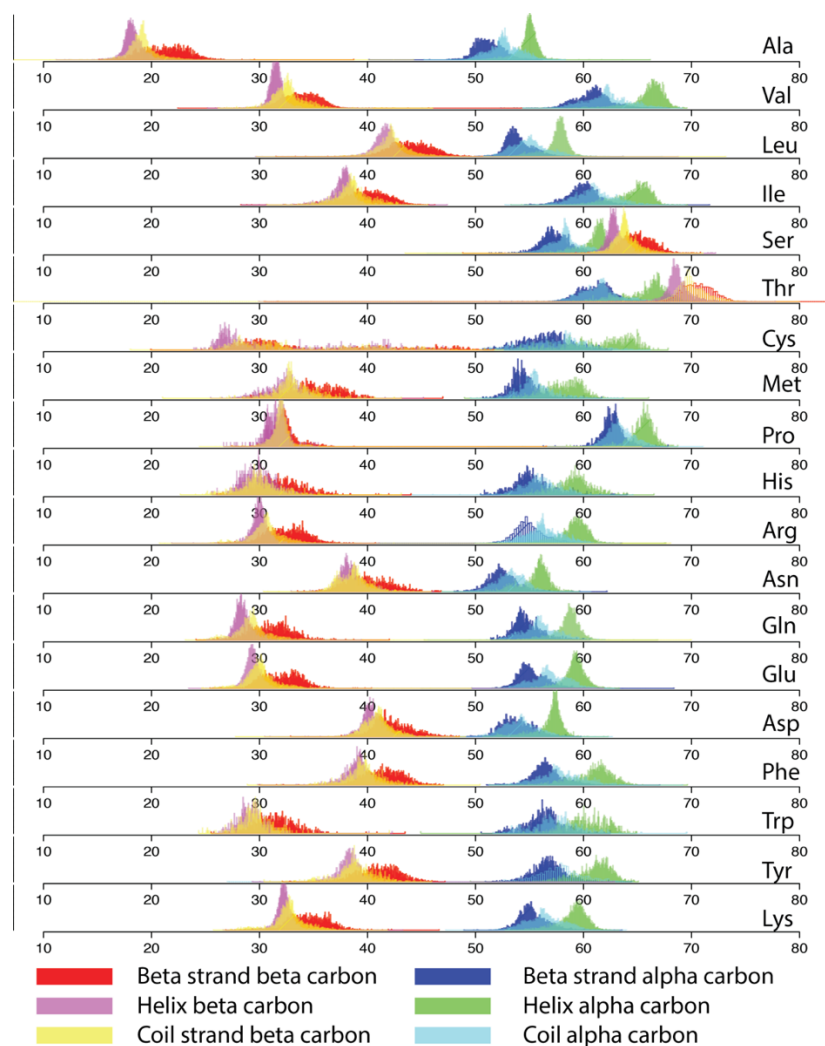 Ala
10 20 30 40 50 60 70 80
Val
10 20 30 40 50 60 70 80
Leu
10 20 30 40 50 60 70 80
Ile
10 20 30 40 50 60 70 80
Ser
10 20 30 40 50 60 70 80
Thr
10 20 30 40 50 60 70 80
Cys
10 20 30 40 50 60 70 80
Met
10 20 30 40 50 60 70 80
Pro
10 20 30 40 50 60 70 80
His
10 20 30 40 50 60 70 80
Arg
10 20 30 40 50 60 70 80
Asn
10 20 30 40 50 60 70 80
Gln
10 20 30 40 50 60 70 80
Glu
10 20 30 40 50 60 70 80
Asp
10 20 30 40 50 60 70 80
Phe
10 20 30 40 50 60 70 80
Trp
10 20 30 40 50 60 70 80
Tyr
10 20 30 40 50 60 70 80
Lys
10 20 30 40 50 60 70 80
Beta strand beta carbon Beta strand alpha carbon
Helix beta carbon Helix alpha carbon
Coil strand beta carbon Coil alpha carbon